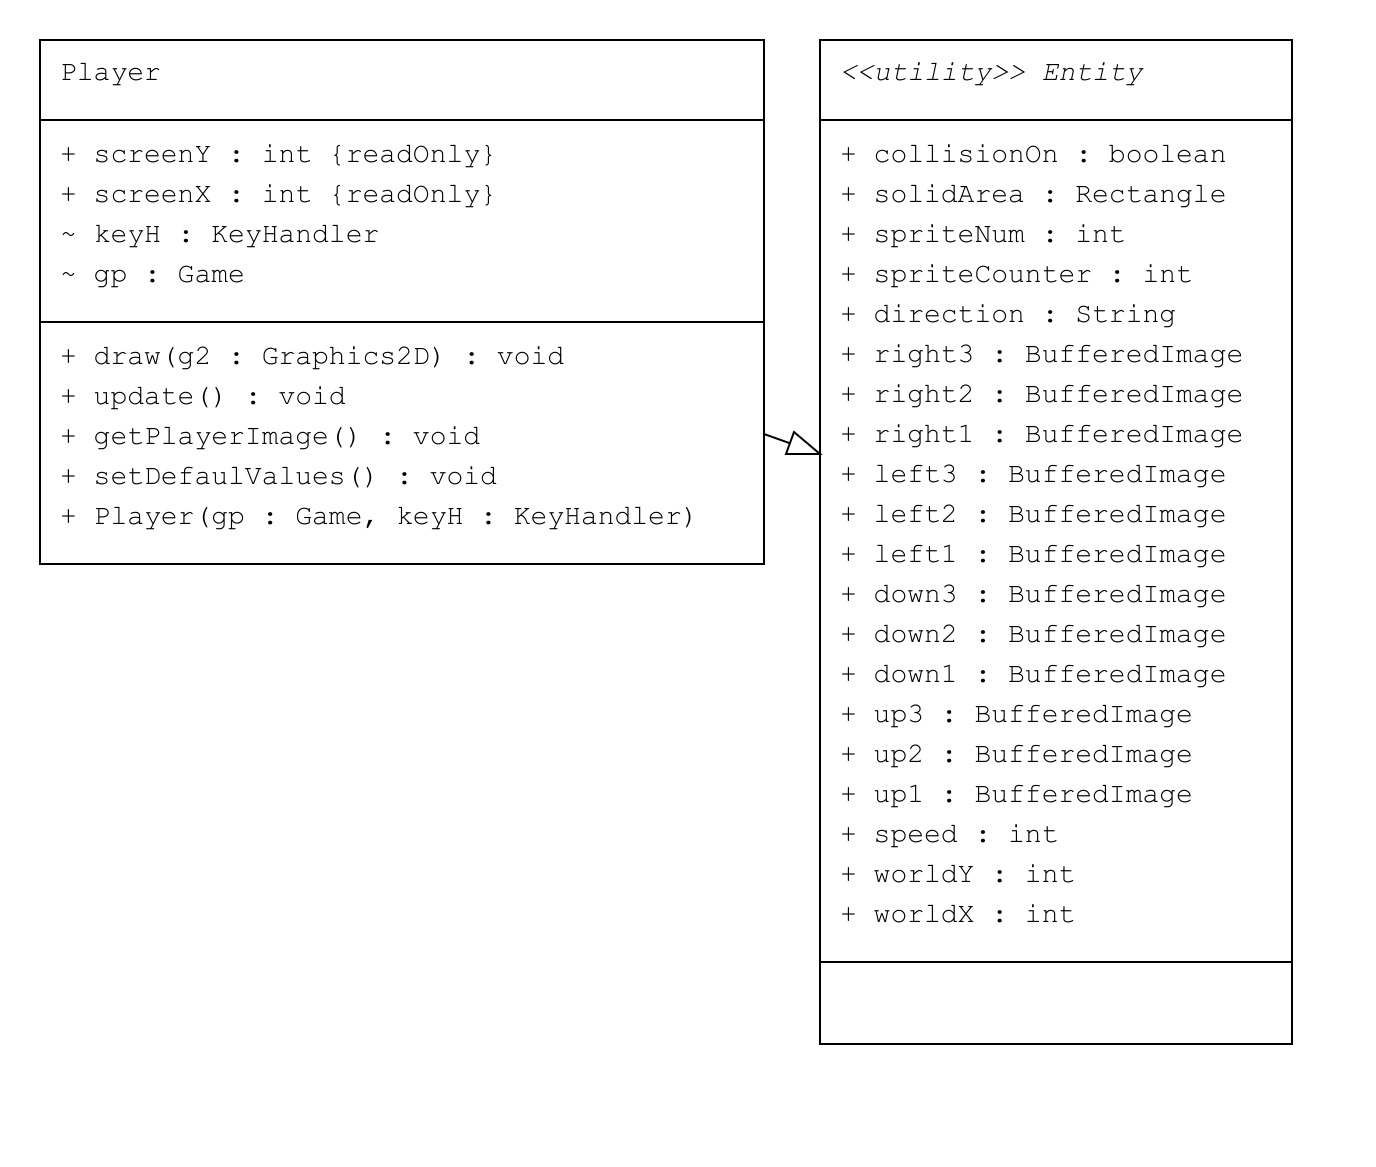 Player
+ screenY : int {readOnly}
+ screenX : int {readOnly}
~ keyH : KeyHandler
~ gp : Game
+ draw(g2 : Graphics2D) : void
+ update() : void
+ getPlayerImage() : void
+ setDefaulValues() : void
+ Player(gp : Game, keyH : KeyHandler)
<<utility>> Entity
+ collisionOn : boolean
+ solidArea : Rectangle
+ spriteNum : int
+ spriteCounter : int
+ direction : String
+ right3 : BufferedImage
+ right2 : BufferedImage
+ right1 : BufferedImage
+ left3 : BufferedImage
+ left2 : BufferedImage
+ left1 : BufferedImage
+ down3 : BufferedImage
+ down2 : BufferedImage
+ down1 : BufferedImage
+ up3 : BufferedImage
+ up2 : BufferedImage
+ up1 : BufferedImage
+ speed : int
+ worldY : int
+ worldX : int